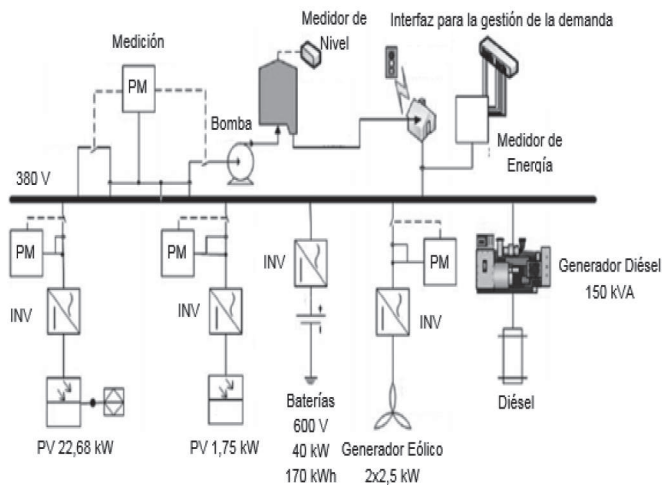 Medición
Medidor de
Nivel
Interfaz para la gestión de la demanda
PM
Bomba
Medidor de
Energía
380 V
PM
PM
PM
INV
INV
INV
INV
Generador Diésel
150 kVA
PV 22,68 kW
PV 1,75 kW
Baterías
600 V
40 kW
170 kWh
Generador Eólico
2x2,5 kW
Diésel